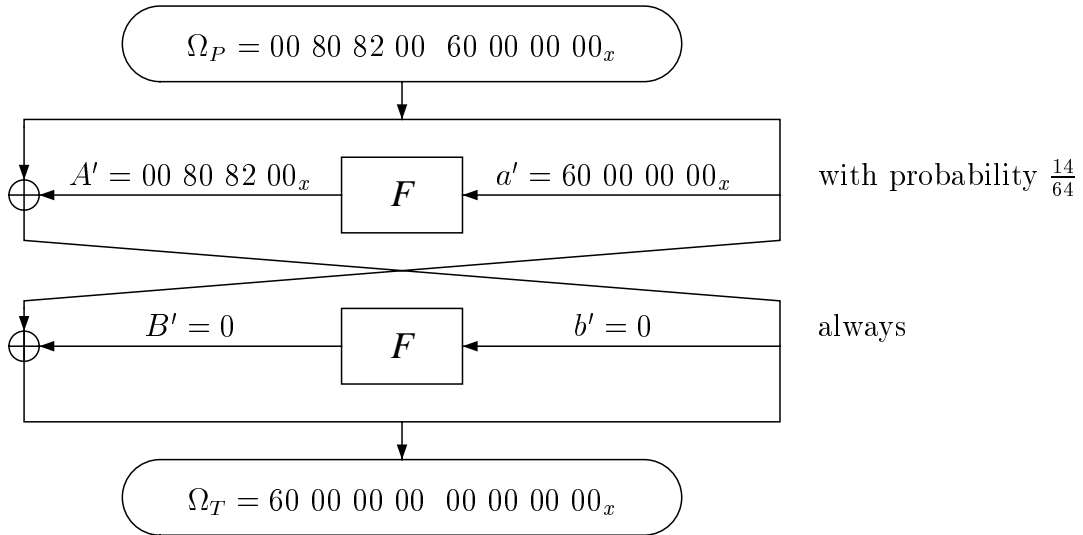 Ω_P = 00 80 82 00 60 00 00 00_x
A′ = 00 80 82 00_x
F
a′ = 60 00 00 00_x
with probability 14/64
B′ = 0
F
b′ = 0
always
Ω_T = 60 00 00 00 00 00 00 00_x